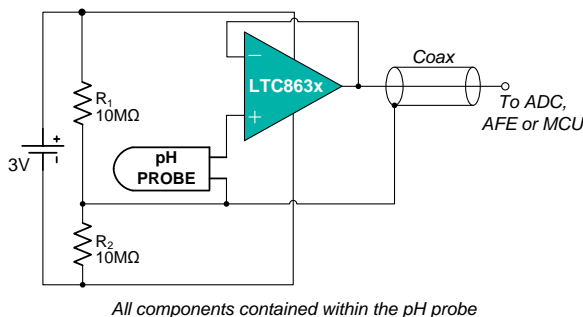 Coax
LTC863x
−
+
R1
10MΩ
To ADC,
AFE or MCU
3V
+
-
pH
PROBE
R2
10MΩ
All components contained within the pH probe